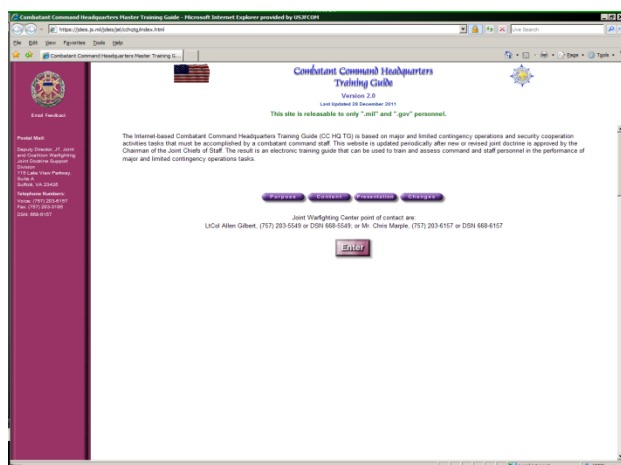 Combatant Command Headquarters Master Training Guide - Microsoft Internet Explorer provided by USJFCOM
Live Search
File Edit View Favorites Tools Help
Combatant Command Headquarters Master Training G...
Page Tools
Combatant Command Headquarters
Training Guide
Version 2.0
Last Updated 20 December 2011
This site is releasable to only ".mil" and ".gov" personnel.
Email Feedback
Postal Mail:
Deputy Director, J7, Joint
and Coalition Warfighting
Joint Doctrine Support
Division
116 Lake View Parkway,
Suite A
Suffolk, VA 23435
Telephone Numbers:
Voice: (757) 203-6157
Fax: (757) 203-3106
DSN: 668-6157
The Internet-based Combatant Command Headquarters Training Guide (CC HQ TG) is based on major and limited contingency operations and security cooperation
activities tasks that must be accomplished by a combatant command staff. This website is updated periodically after new or revised joint doctrine is approved by the
Chairman of the Joint Chiefs of Staff. The result is an electronic training guide that can be used to train and assess command and staff personnel in the performance of
major and limited contingency operations tasks.
Purpose Content Presentation Changes
Joint Warfighting Center point of contact are:
LtCol Allen Gilbert, (757) 203-5549 or DSN 668-5549; or Mr. Chris Marple, (757) 203-6157 or DSN 668-6157
Enter